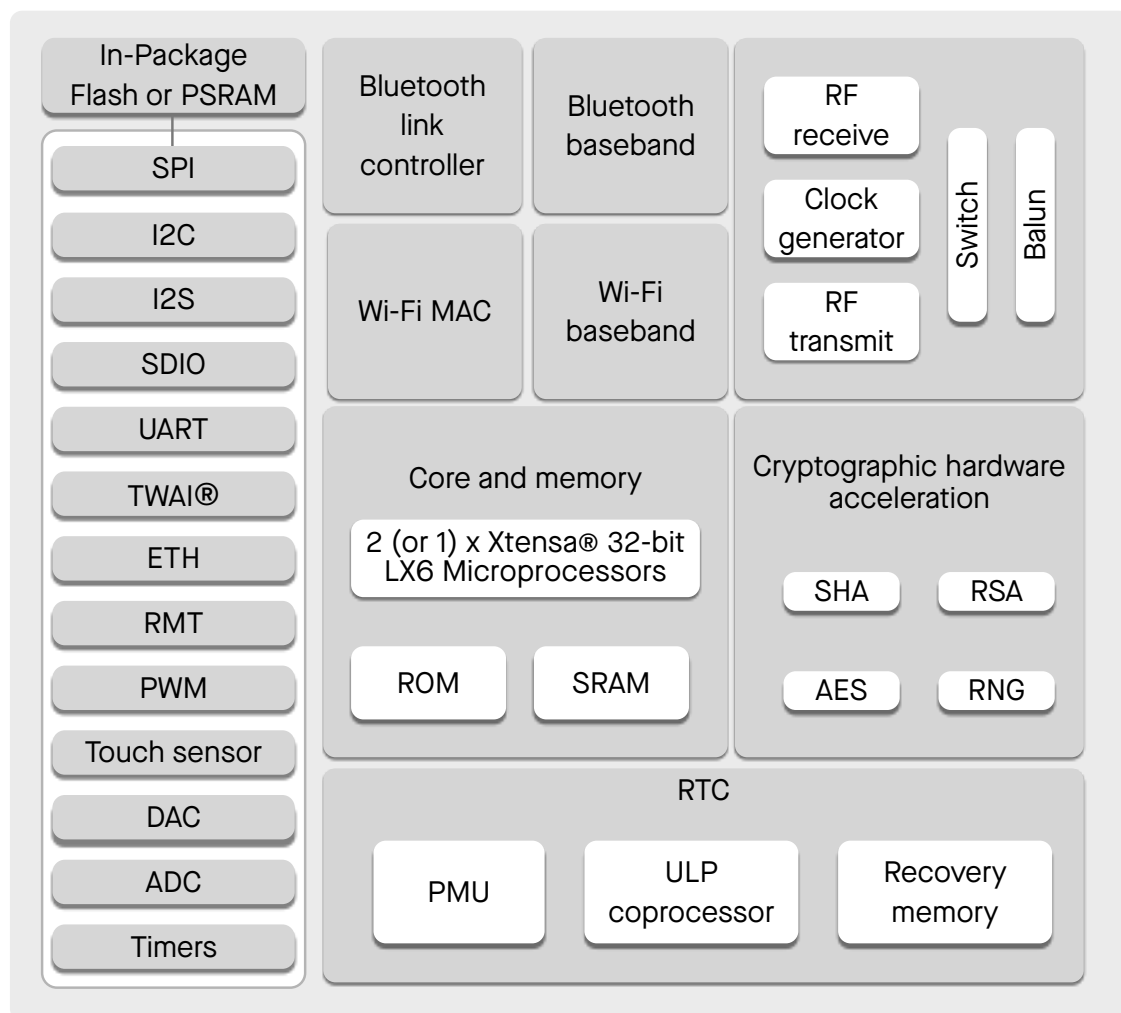 In-Package
Flash or PSRAM
SPI
I2C
I2S
SDIO
UART
TWAI®
ETH
RMT
PWM
Touch sensor
DAC
ADC
Timers
Bluetooth
link
controller
Bluetooth
baseband
Wi-Fi MAC
Wi-Fi
baseband
RF
receive
Clock
generator
RF
transmit
Switch
Balun
Core and memory
2 (or 1) x Xtensa® 32-bit
LX6 Microprocessors
ROM
SRAM
Cryptographic hardware
acceleration
SHA
RSA
AES
RNG
RTC
PMU
ULP
coprocessor
Recovery
memory